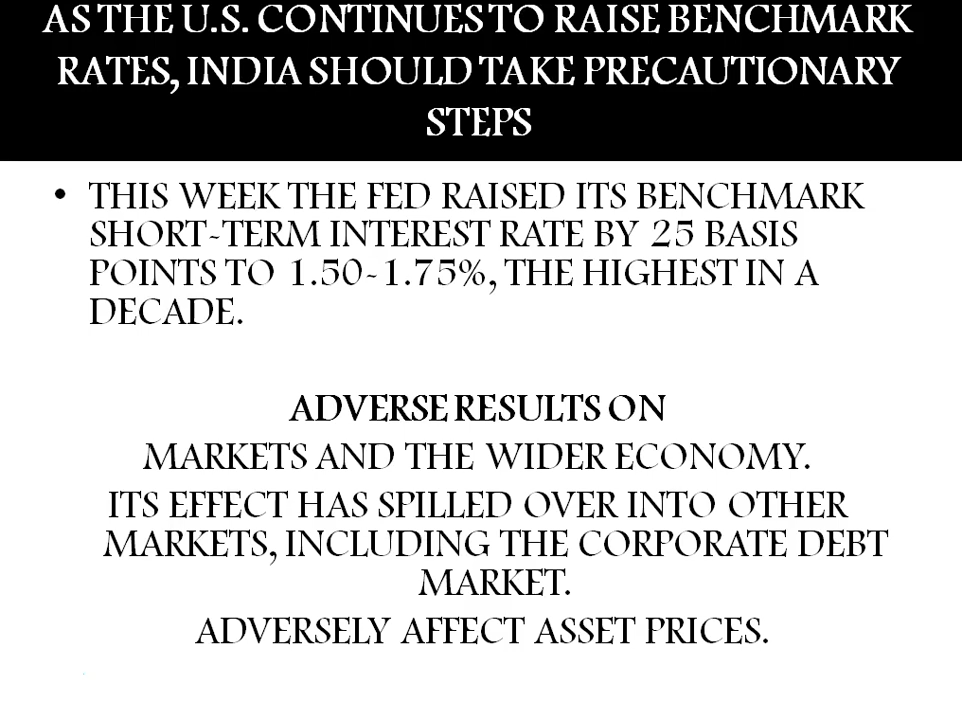 AS THE U.S. CONTINUES TO RAISE BENCHMARK
RATES, INDIA SHOULD TAKE PRECAUTIONARY
STEPS
• THIS WEEK THE FED RAISED ITS BENCHMARK
SHORT-TERM INTEREST RATE BY 25 BASIS
POINTS TO 1.50-1.75%, THE HIGHEST IN A
DECADE.
ADVERSE RESULTS ON
MARKETS AND THE WIDER ECONOMY.
ITS EFFECT HAS SPILLED OVER INTO OTHER
MARKETS, INCLUDING THE CORPORATE DEBT
MARKET.
ADVERSELY AFFECT ASSET PRICES.